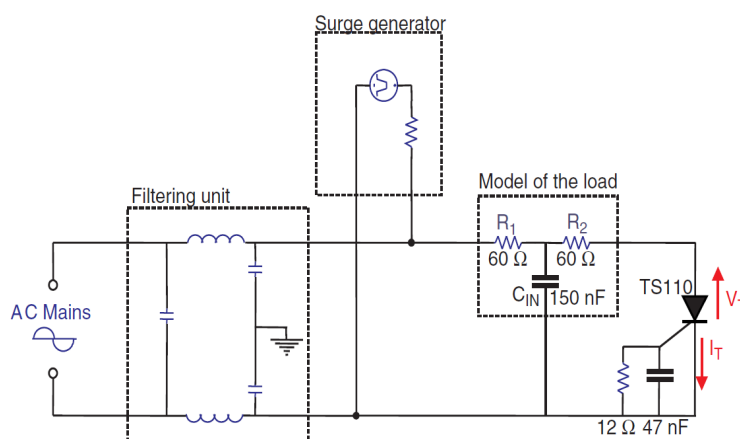 Surge generator
Filtering unit
Model of the load
R1
R2
60 Ω
60 Ω
CIN
150 nF
TS110
AC Mains
IT
12 Ω 47 nF